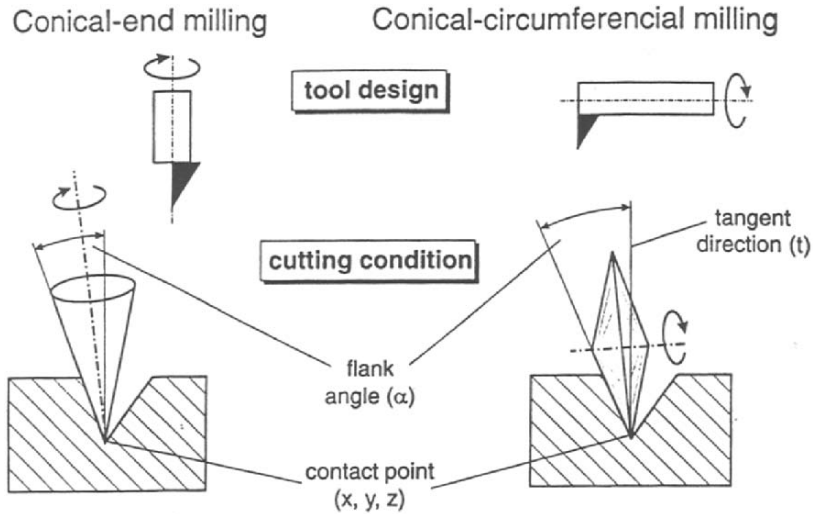 Conical-end milling
Conical-circumferencial milling
tool design
tangent
direction (t)
cutting condition
flank
angle (α)
contact point
(x, y, z)